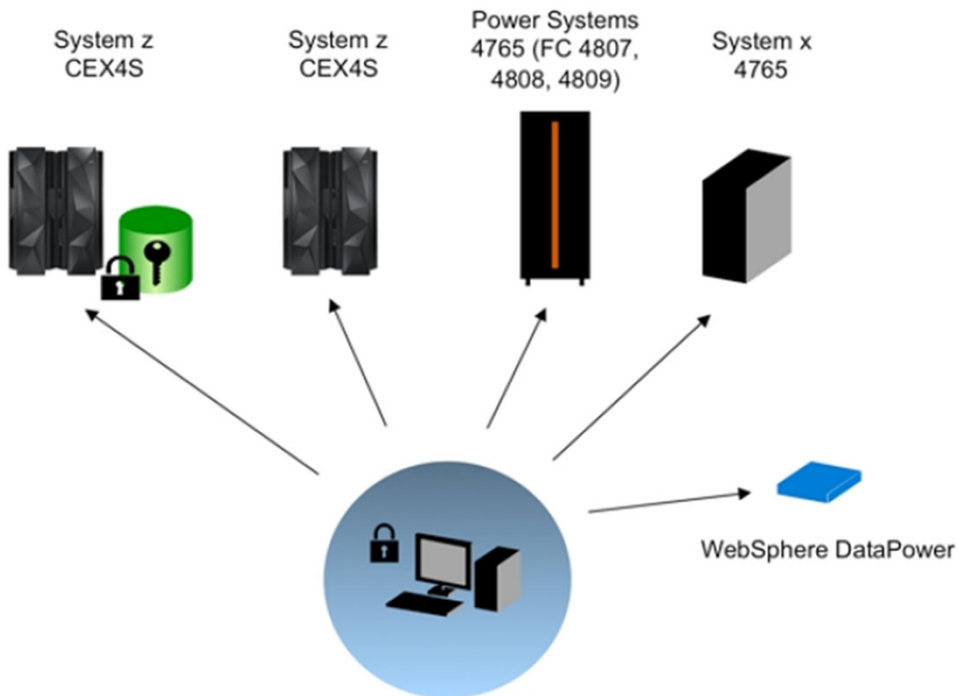 System z
CEX4S
System z
CEX4S
Power Systems
4765 (FC 4807,
4808, 4809)
System x
4765
WebSphere DataPower